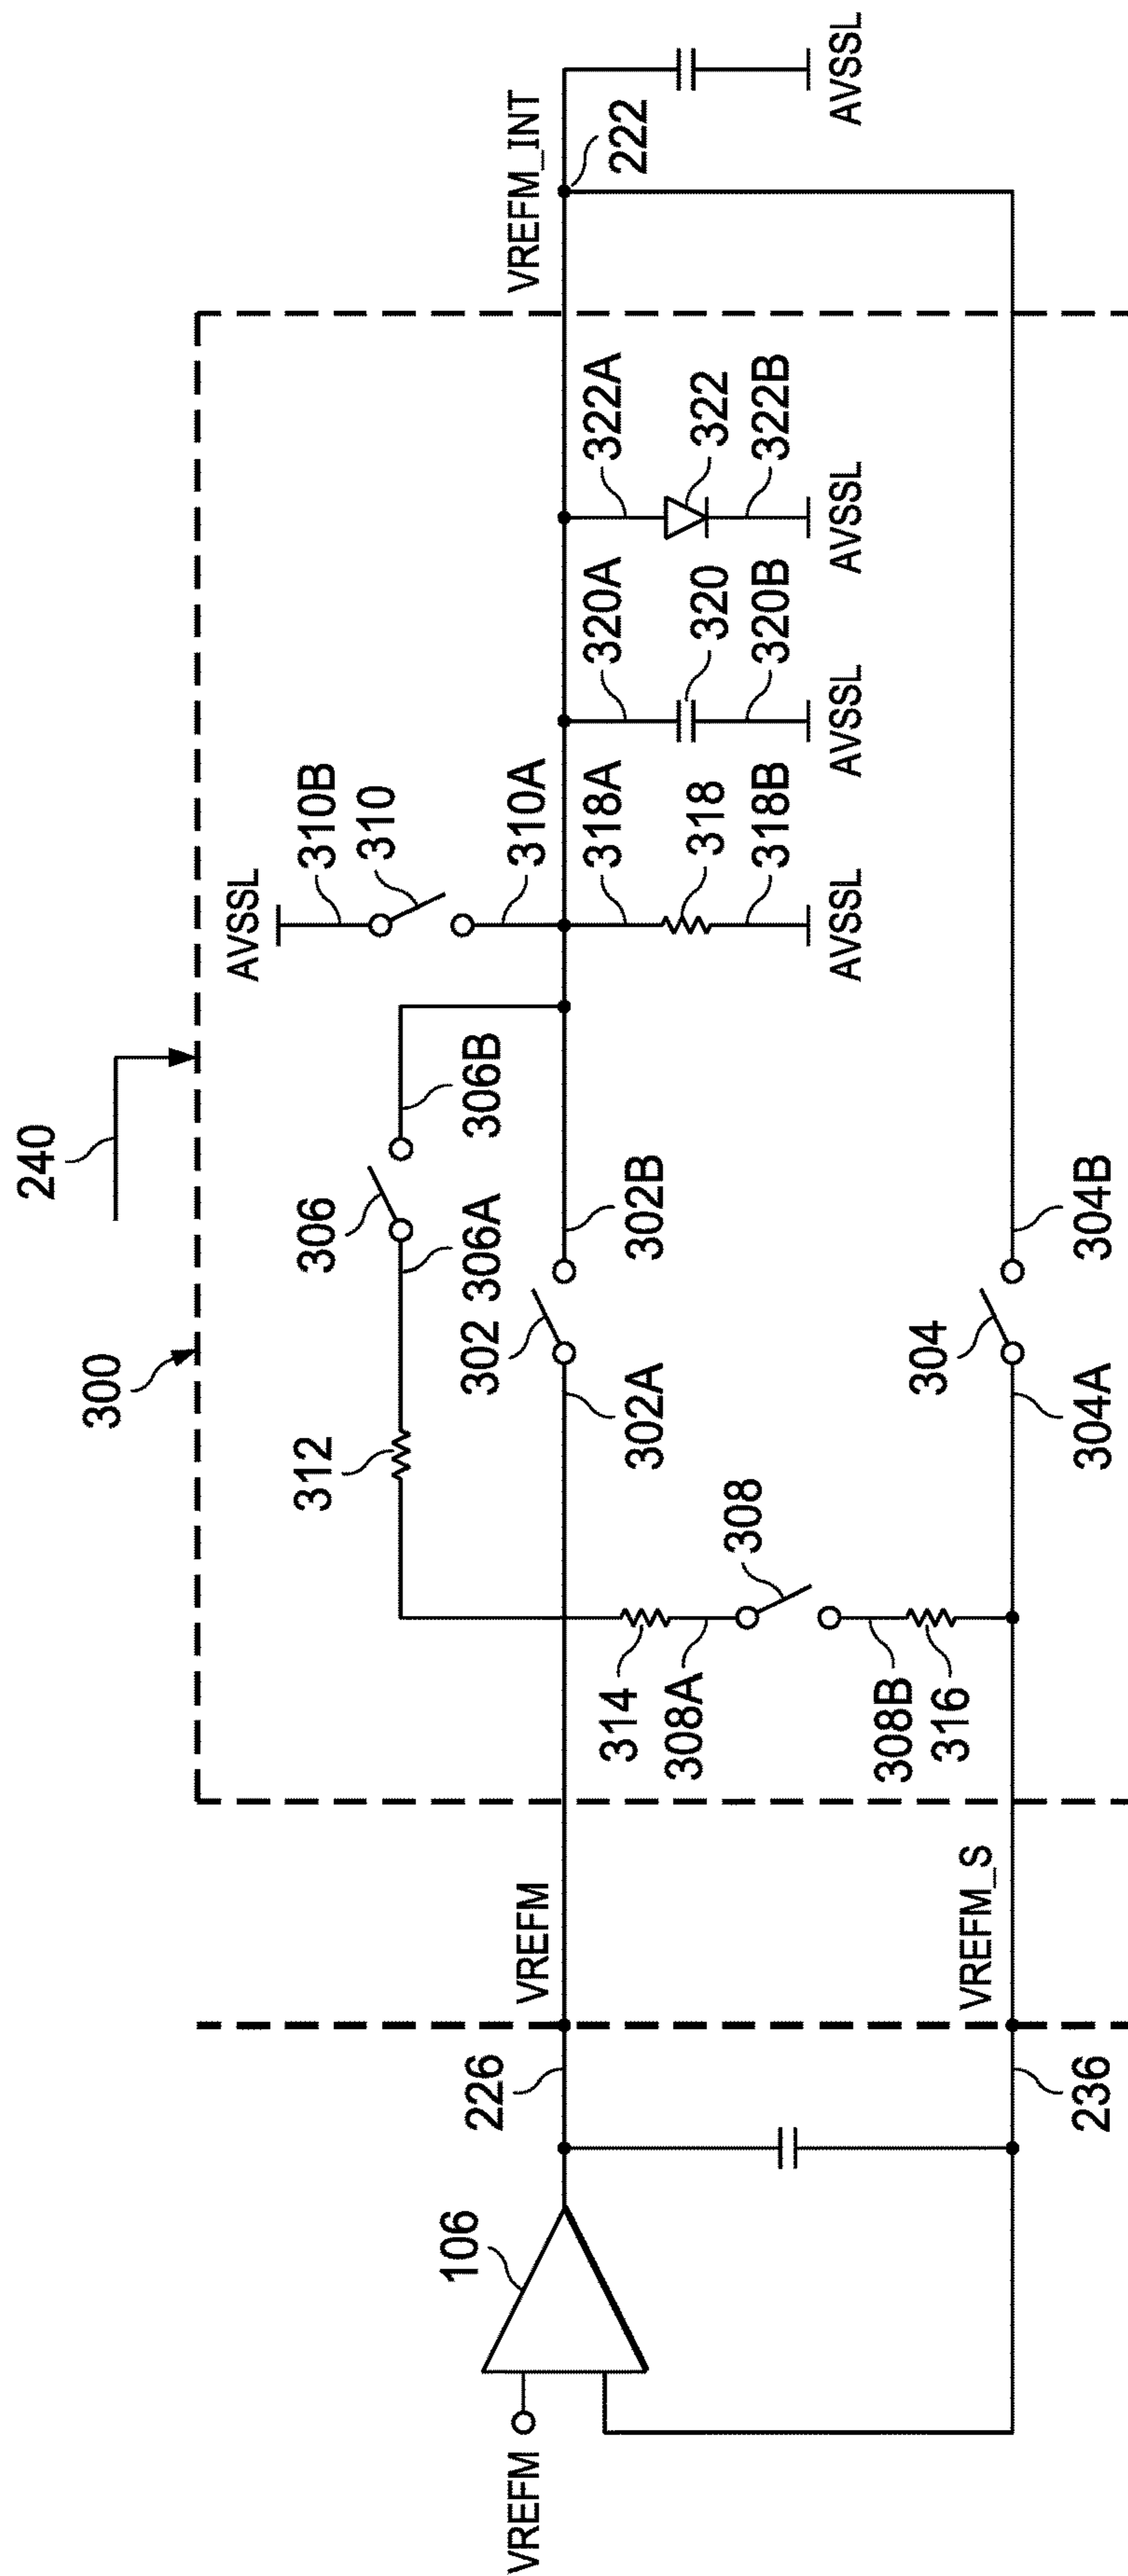 240
300
AVSSL
310B
310
310A
306
306B
306A
312
VREFM_INT
222
AVSSL
302
302A
302B
318A
318
318B
AVSSL
320A
320
320B
AVSSL
322A
322
322B
AVSSL
314
308A
308
308B
316
304
304A
304B
VREFM
VREFM_S
226
236
106
VREFM